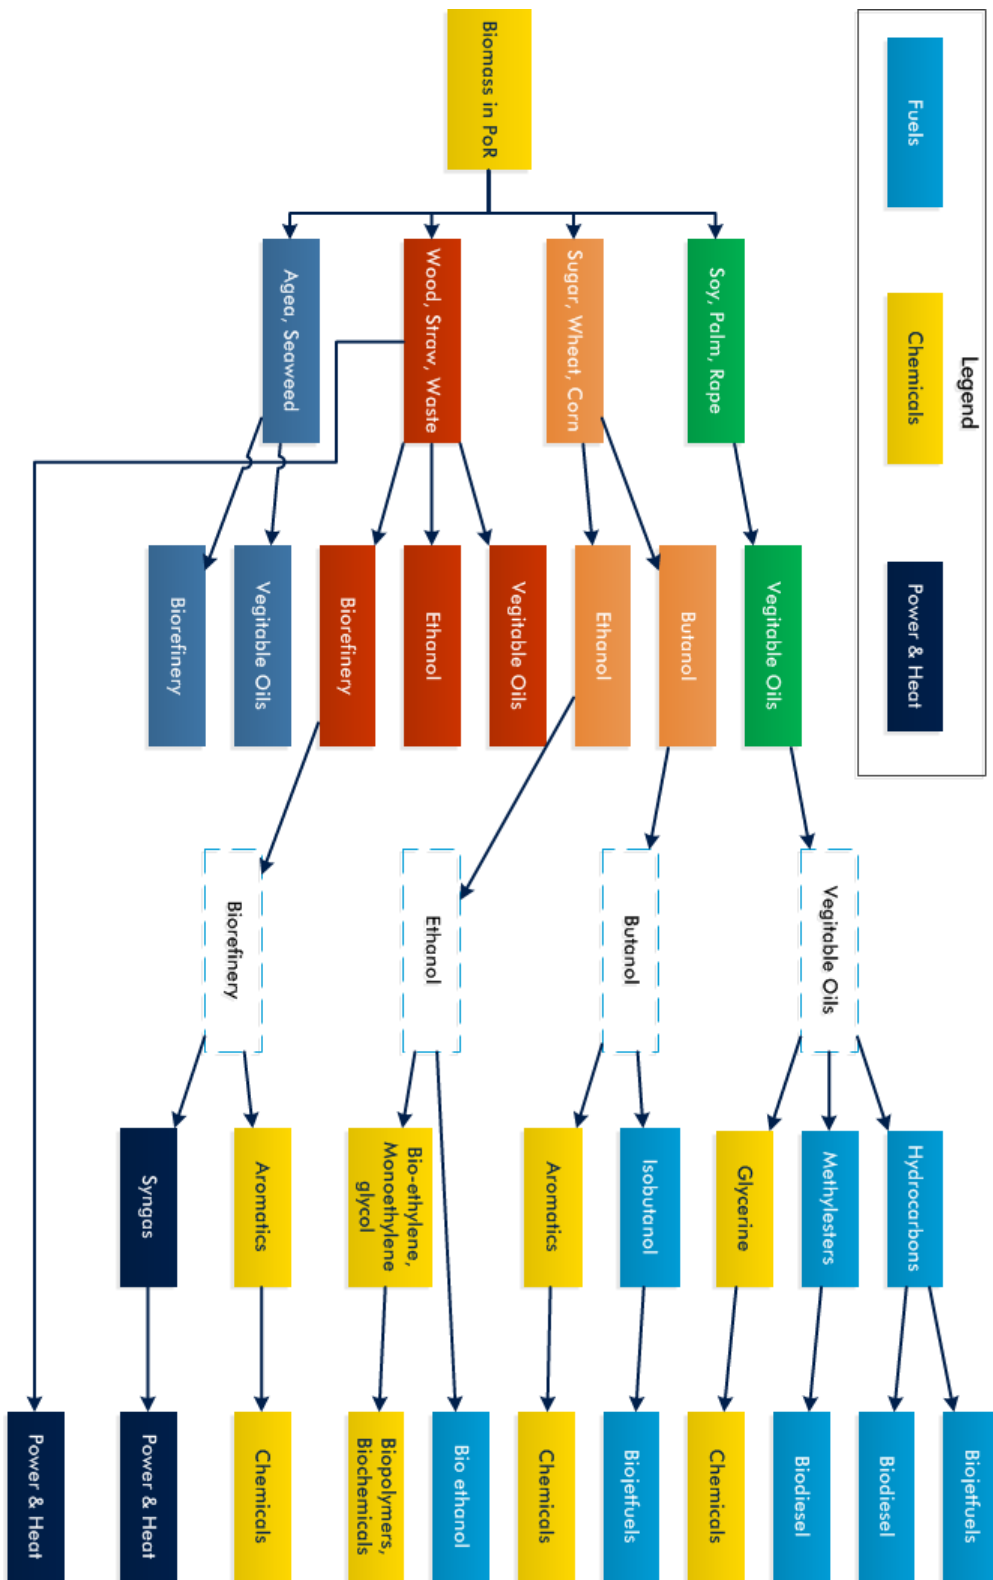 Legend
Fuels
Chemicals
Power & Heat
Biomass in PoR
Soy, Palm, Rape
Sugar, Wheat, Corn
Wood, Straw, Waste
Agea, Seaweed
Vegitable Oils
Butanol
Ethanol
Vegitable Oils
Ethanol
Biorefinery
Vegitable Oils
Biorefinery
Vegitable Oils
Butanol
Ethanol
Biorefinery
Hydrocarbons
Methylesters
Glycerine
Isobutanol
Aromatics
Bio-ethylene,
Monoethylene
glycol
Aromatics
Syngas
Biojetfuels
Biodiesel
Biodiesel
Chemicals
Biojetfuels
Chemicals
Bio ethanol
Biopolymers,
Biochemicals
Chemicals
Power & Heat
Power & Heat